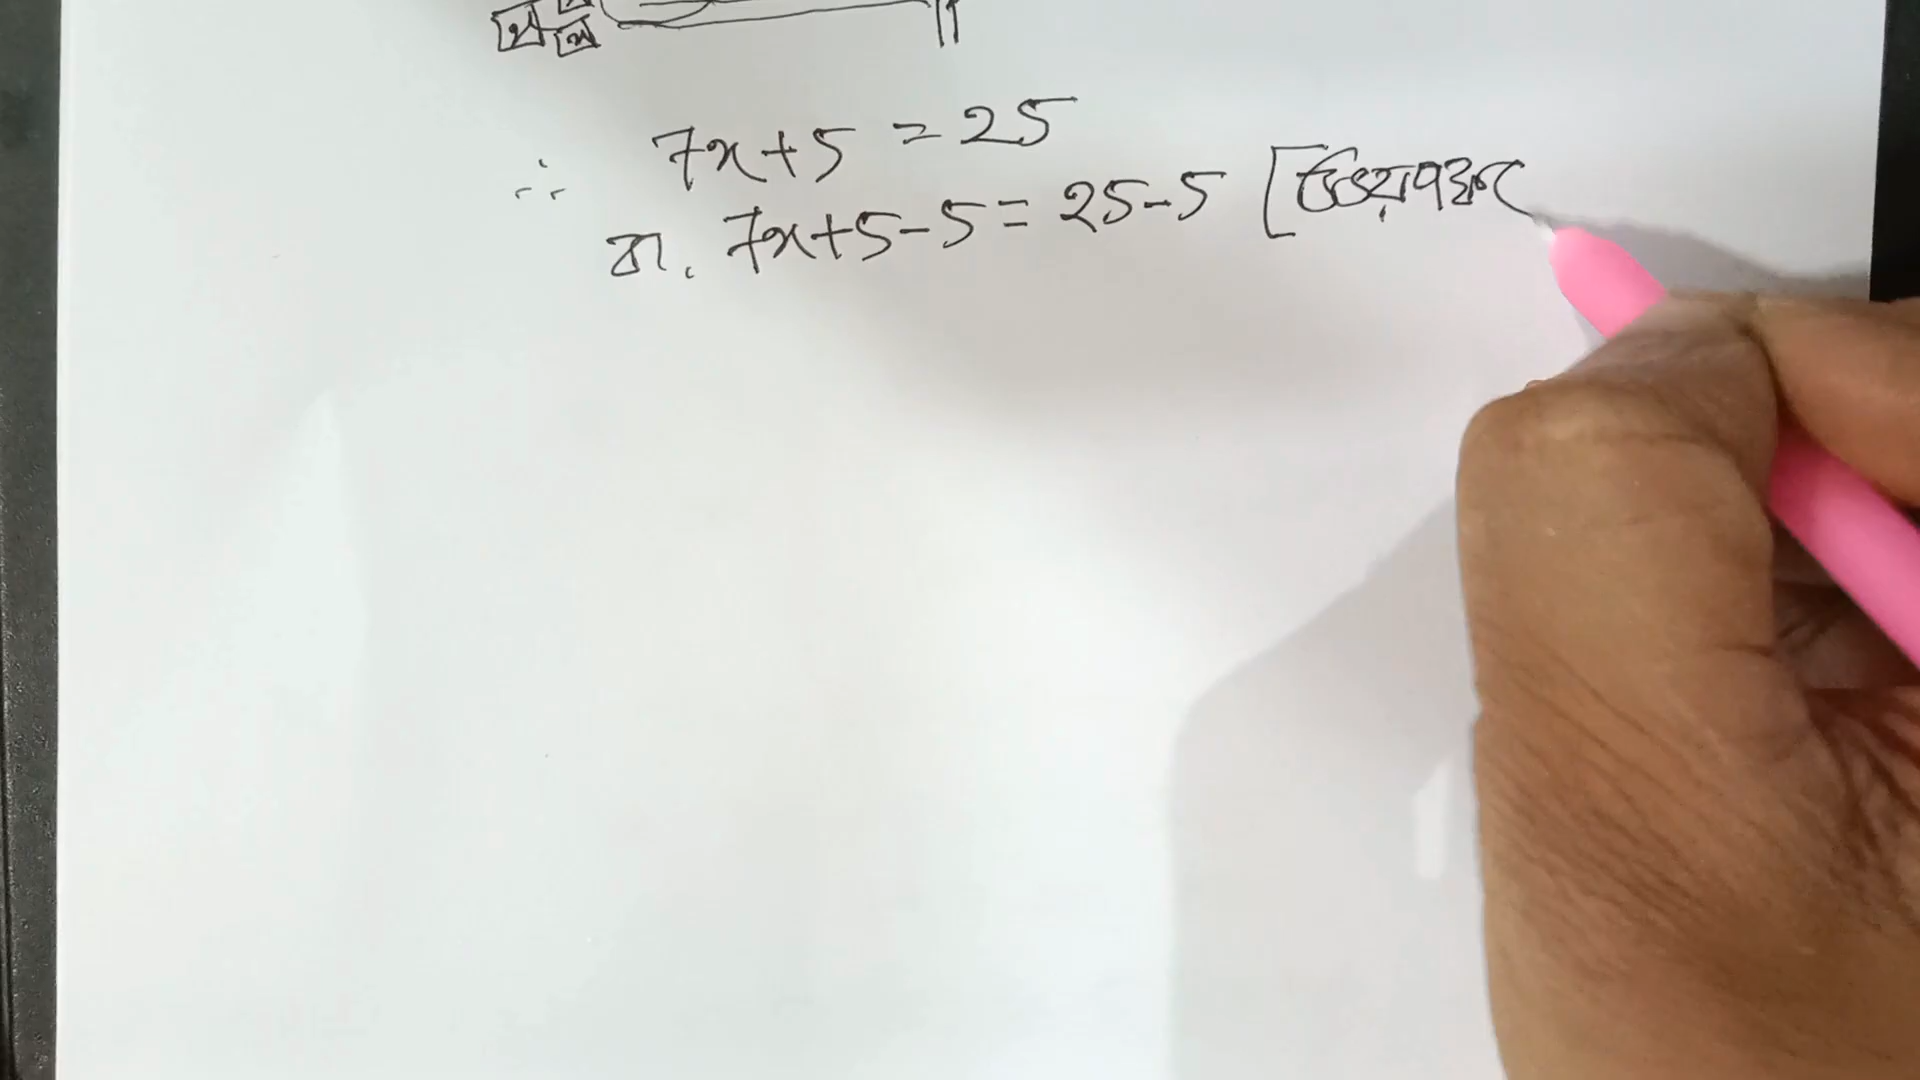 x x
∴ 7x+5 = 25
বা, 7x+5-5 = 25-5 [উভয়পক্ষ